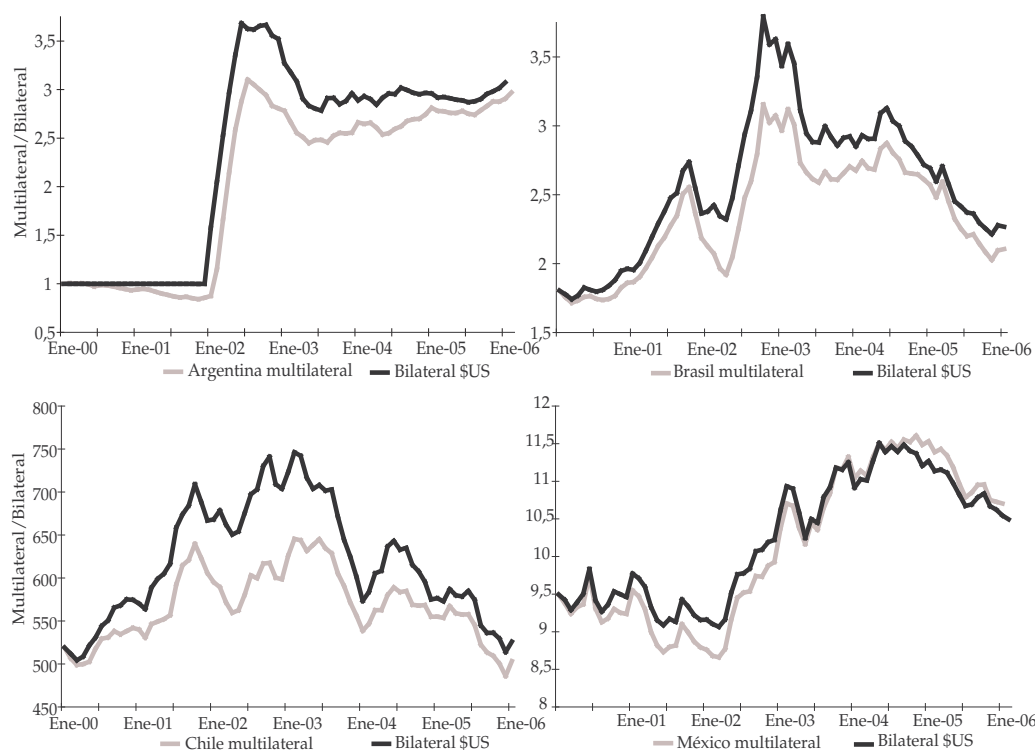 Multilateral/Bilateral
3,5
3
2,5
2
1,5
1
0,5
Ene-00 Ene-01 Ene-02 Ene-03 Ene-04 Ene-05 Ene-06
Argentina multilateral Bilateral $US
3,5
3
2,5
2
1,5
Ene-01 Ene-02 Ene-03 Ene-04 Ene-05 Ene-06
Brasil multilateral Bilateral $US
Multilateral/Bilateral
800
750
700
650
600
550
500
450
Ene-00 Ene-01 Ene-02 Ene-03 Ene-04 Ene-05 Ene-06
Chile multilateral Bilateral $US
12
11,5
11
10,5
10
9,5
9
8,5
8
Ene-01 Ene-02 Ene-03 Ene-04 Ene-05 Ene-06
México multilateral Bilateral $US